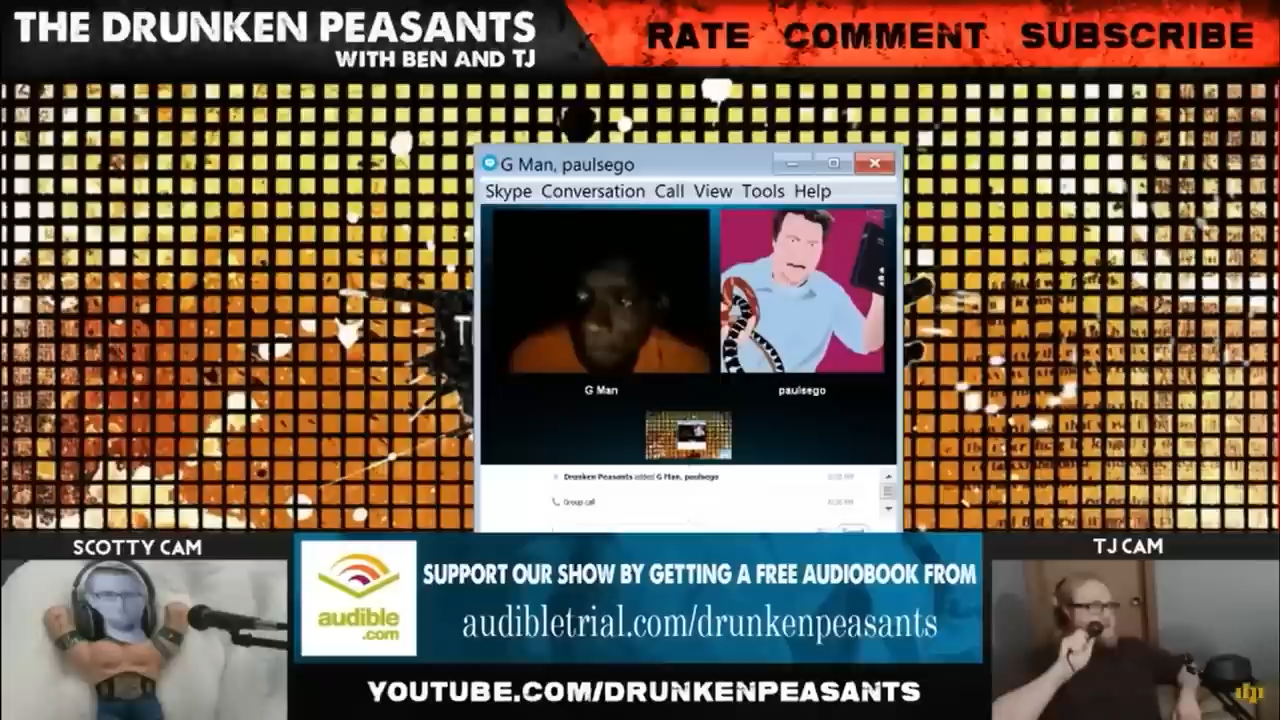 THE DRUNKEN PEASANTS
WITH BEN AND TJ
RATE COMMENT SUBSCRIBE
G Man, paulsego
Skype Conversation Call View Tools Help
G Man
paulsego
Drunken Peasants added G Man, paulsego
Group call
SCOTTY CAM
TJ CAM
audible
.com
SUPPORT OUR SHOW BY GETTING A FREE AUDIOBOOK FROM
audibletrial.com/drunkenpeasants
YOUTUBE.COM/DRUNKENPEASANTS
dp